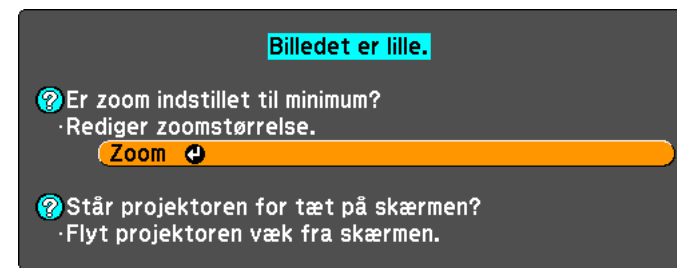 Billedet er lille.
Er zoom indstillet til minimum?
·Rediger zoomstørrelse.
Zoom
Står projektoren for tæt på skærmen?
·Flyt projektoren væk fra skærmen.